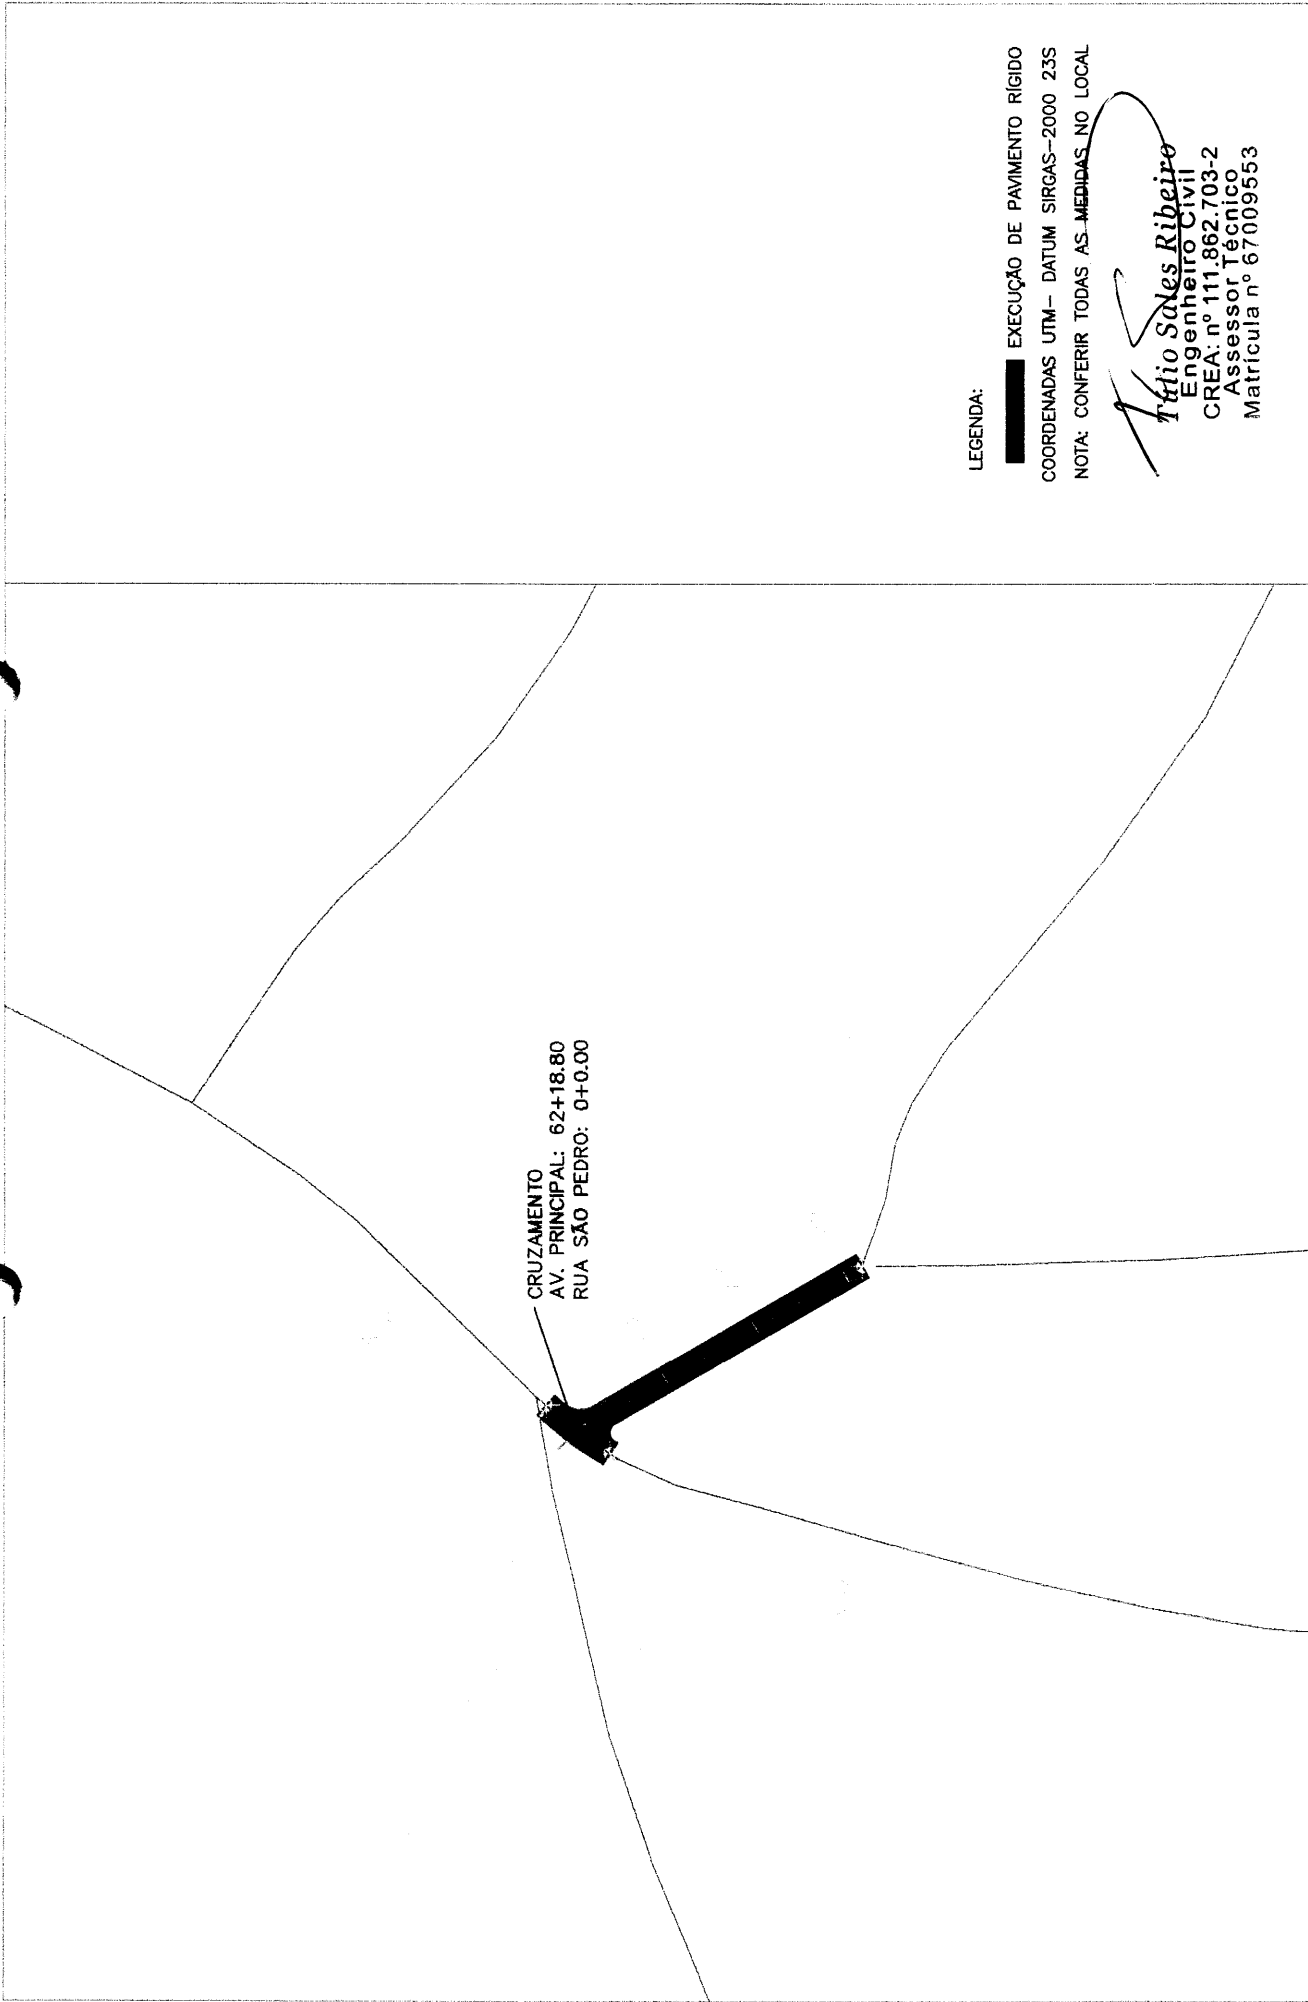 CRUZAMENTO
AV. PRINCIPAL: 62+18.80
RUA SÃO PEDRO: 0+0.00
LEGENDA:
EXECUÇÃO DE PAVIMENTO RÍGIDO
COORDENADAS UTM- DATUM SIRGAS-2000 23S
NOTA: CONFERIR TODAS AS MEDIDAS NO LOCAL
Túlio Sales Ribeiro
Engenheiro Civil
CREA: nº 111.862.703-2
Assessor Técnico
Matrícula nº 67009553